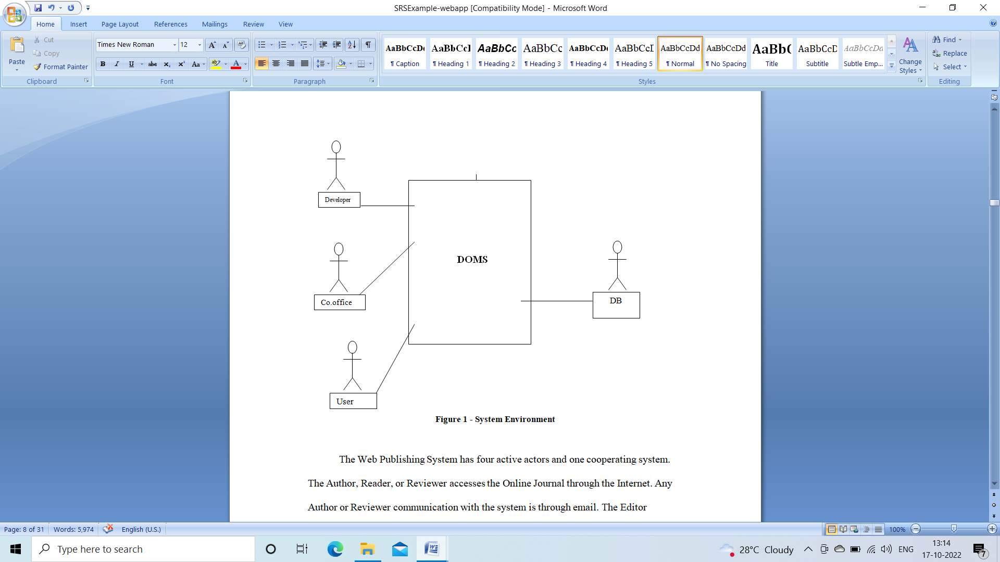 SRSExample-webapp [Compatibility Mode] - Microsoft Word
Home Insert Page Layout References Mailings Review View
Paste
Cut
Copy
Format Painter
Clipboard
Times New Roman 12
B I U abc x₂ x² Aa
Font
Paragraph
AaBbCcDd AaBbCcI AaBbCc AaBbCc AaBbCcDd AaBbCcI AaBbCcDd AaBbCcDd AaBb( AaBbCcD AaBbCcDd
¶ Caption ¶ Heading 1 ¶ Heading 2 ¶ Heading 3 ¶ Heading 4 ¶ Heading 5 ¶ Normal ¶ No Spacing Title Subtitle Subtle Emp...
Change
Styles
Styles
Find
Replace
Select
Editing
Developer
Co.office
User
DOMS
DB
Figure 1 - System Environment
The Web Publishing System has four active actors and one cooperating system.
The Author, Reader, or Reviewer accesses the Online Journal through the Internet. Any
Author or Reviewer communication with the system is through email. The Editor
Page: 8 of 31 Words: 5,974 English (U.S.) 100%
Type here to search
28°C Cloudy ENG
13:14
17-10-2022
7